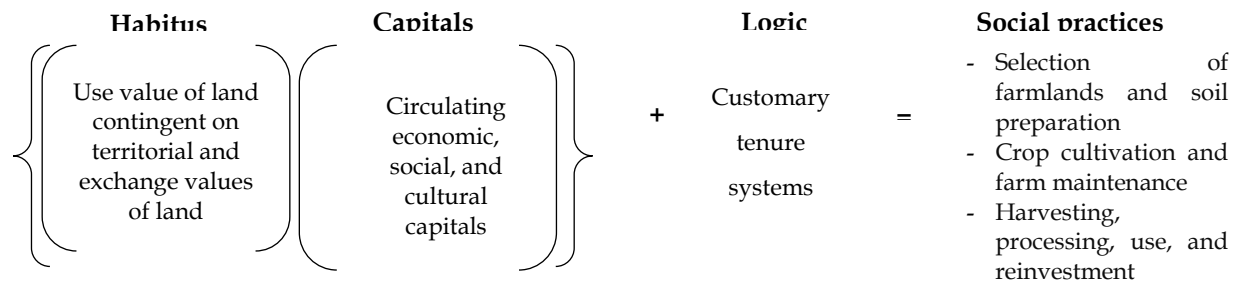 Habitus
Capitals
Logic
Social practices
Use value of land
contingent on
territorial and
exchange values
of land
Circulating
economic,
social, and
cultural
capitals
+
Customary
tenure
systems
=
- Selection of
farmlands and soil
preparation
- Crop cultivation and
farm maintenance
- Harvesting,
processing, use, and
reinvestment